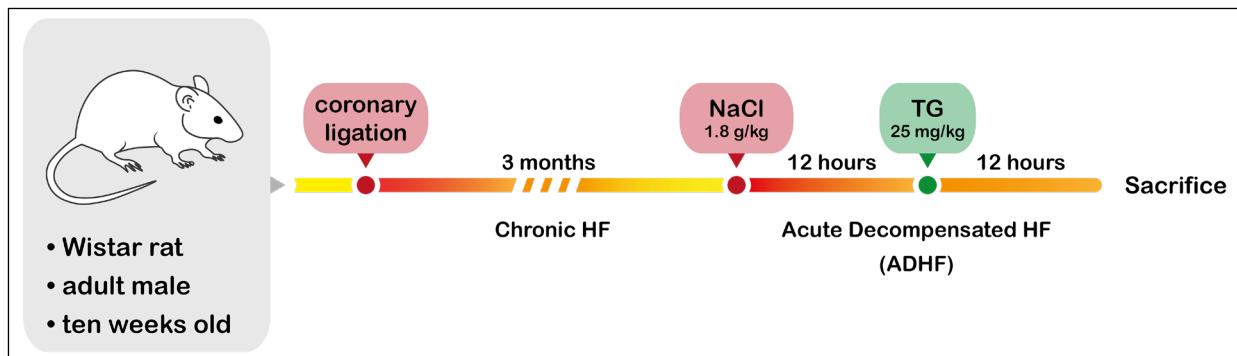 • Wistar rat
• adult male
• ten weeks old
coronary
ligation
3 months
Chronic HF
NaCl
1.8 g/kg
12 hours
TG
25 mg/kg
12 hours
Acute Decompensated HF
(ADHF)
Sacrifice